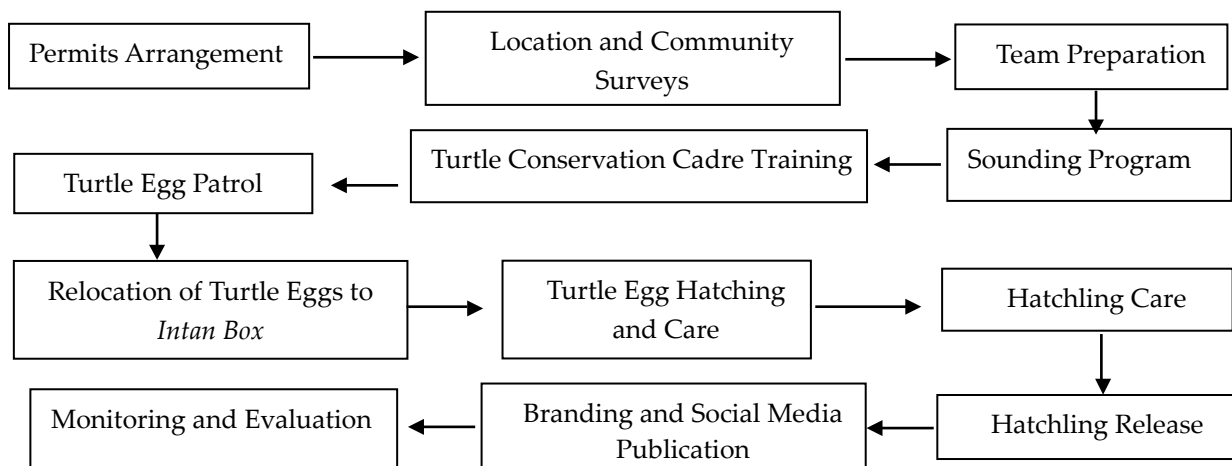 Permits Arrangement
Location and Community
Surveys
Team Preparation
Sounding Program
Turtle Conservation Cadre Training
Turtle Egg Patrol
Relocation of Turtle Eggs to
Intan Box
Turtle Egg Hatching
and Care
Hatchling Care
Hatchling Release
Branding and Social Media
Publication
Monitoring and Evaluation